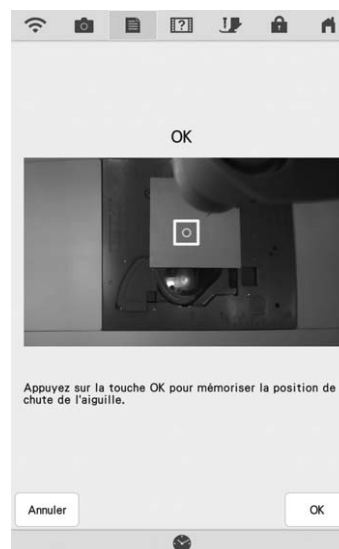 OK
Appuyez sur la touche OK pour mémoriser la position de
chute de l'aiguille.
Annuler
OK